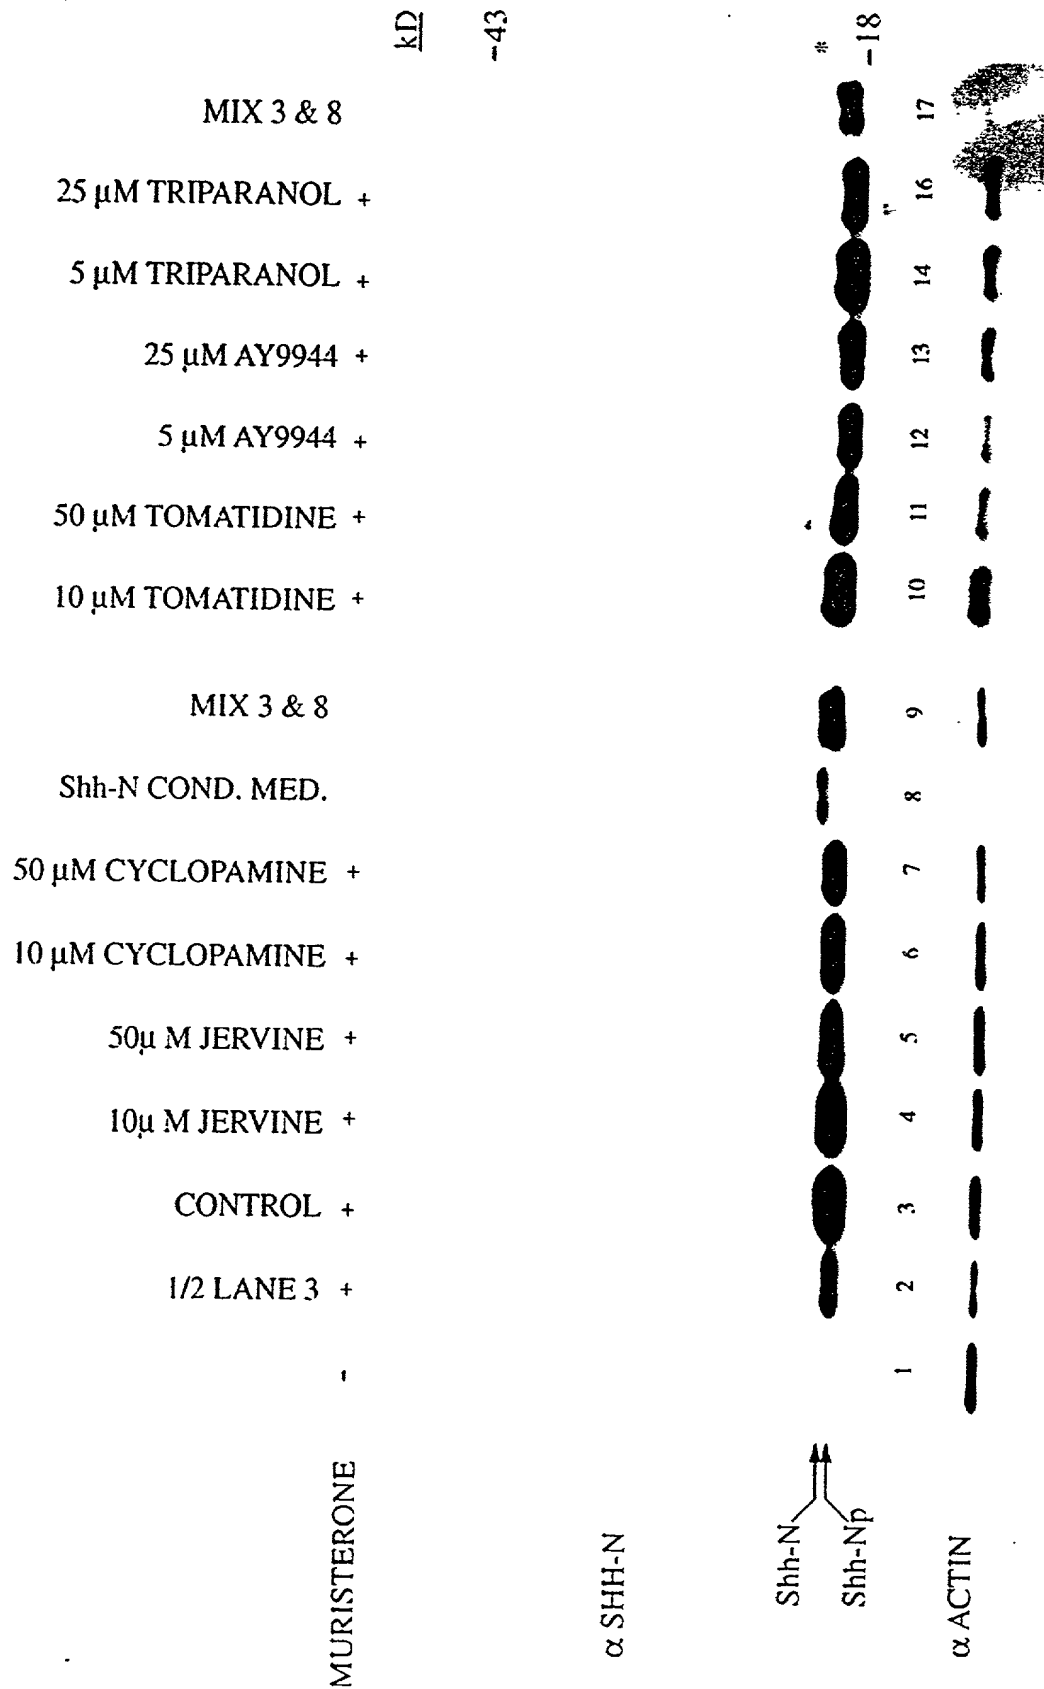 kD
-43
*
-18
MIX 3 & 8
25 μM TRIPARANOL +
5 μM TRIPARANOL +
25 μM AY9944 +
5 μM AY9944 +
50 μM TOMATIDINE +
10 μM TOMATIDINE +
MIX 3 & 8
Shh-N COND. MED.
50 μM CYCLOPAMINE +
10 μM CYCLOPAMINE +
50μ M JERVINE +
10μ M JERVINE +
CONTROL +
1/2 LANE 3 +
-
MURISTERONE
α SHH-N
Shh-N
Shh-Np
α ACTIN
17
16
14
13
12
11
10
9
8
7
6
5
4
3
2
1